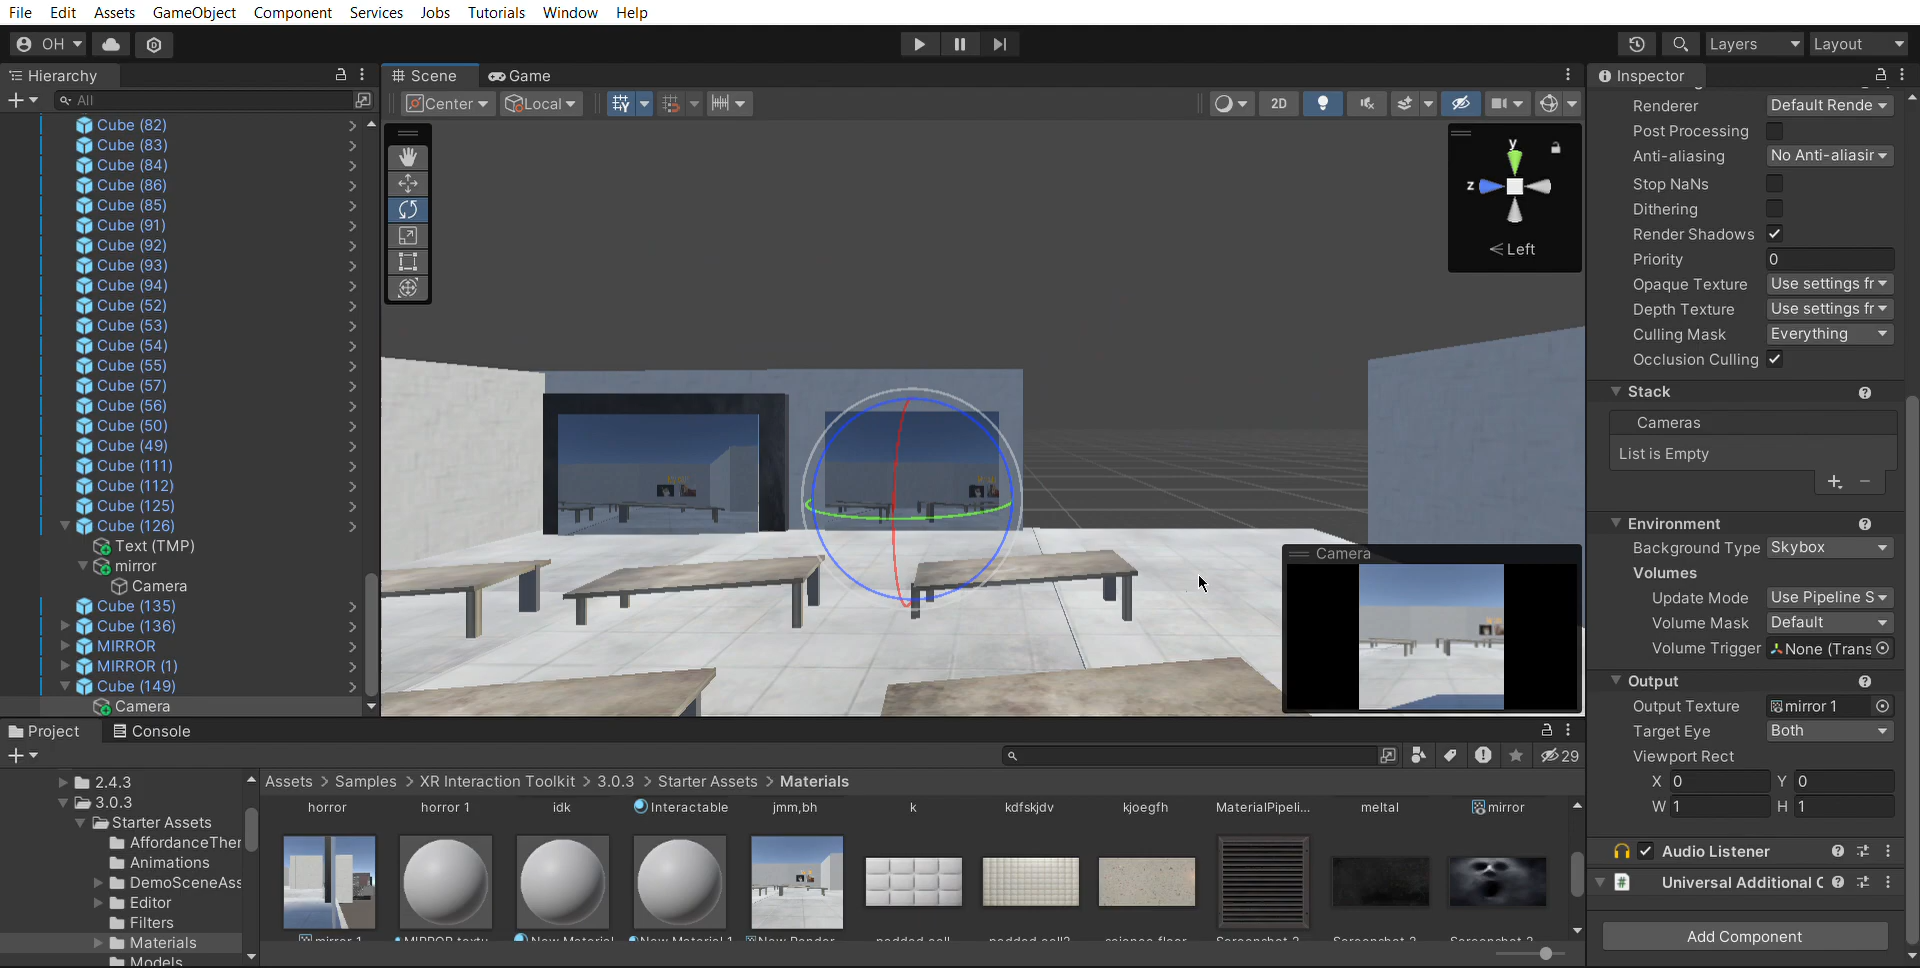 File Edit Assets GameObject Component Services Jobs Tutorials Window Help
OH
Layers Layout
Hierarchy
All
Cube (82)
Cube (83)
Cube (84)
Cube (86)
Cube (85)
Cube (91)
Cube (92)
Cube (93)
Cube (94)
Cube (52)
Cube (53)
Cube (54)
Cube (55)
Cube (57)
Cube (56)
Cube (50)
Cube (49)
Cube (111)
Cube (112)
Cube (125)
Cube (126)
Text (TMP)
mirror
Camera
Cube (135)
Cube (136)
MIRROR
MIRROR (1)
Cube (149)
Camera
Scene Game
Center Local 2D
y
z
Left
Camera
Inspector
Renderer Default Rende
Post Processing
Anti-aliasing No Anti-aliasir
Stop NaNs
Dithering
Render Shadows
Priority 0
Opaque Texture Use settings fr
Depth Texture Use settings fr
Culling Mask Everything
Occlusion Culling
Stack
Cameras
List is Empty
Environment
Background Type Skybox
Volumes
Update Mode Use Pipeline S
Volume Mask Default
Volume Trigger None (Trans
Output
Output Texture mirror 1
Target Eye Both
Viewport Rect
X 0 Y 0
W 1 H 1
Audio Listener
Universal Additional C
Add Component
Project Console
29
2.4.3
3.0.3
Starter Assets
AffordanceTher
Animations
DemoSceneAss
Editor
Filters
Materials
Models
Assets > Samples > XR Interaction Toolkit > 3.0.3 > Starter Assets > Materials
horror horror 1 idk Interactable jmm,bh k kdfskjdv kjoegfh MaterialPipeli... meltal mirror
mirror 1 MIRROR textu New Material New Material 1 New Render padded cell padded cell2 science floor Screenshot 2 Screenshot 2 Screenshot 2